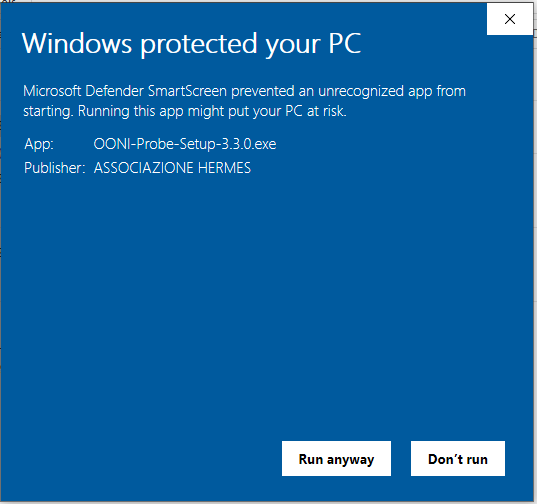 Windows protected your PC
Microsoft Defender SmartScreen prevented an unrecognized app from
starting. Running this app might put your PC at risk.
App: OONI-Probe-Setup-3.3.0.exe
Publisher: ASSOCIAZIONE HERMES
Run anyway Don't run